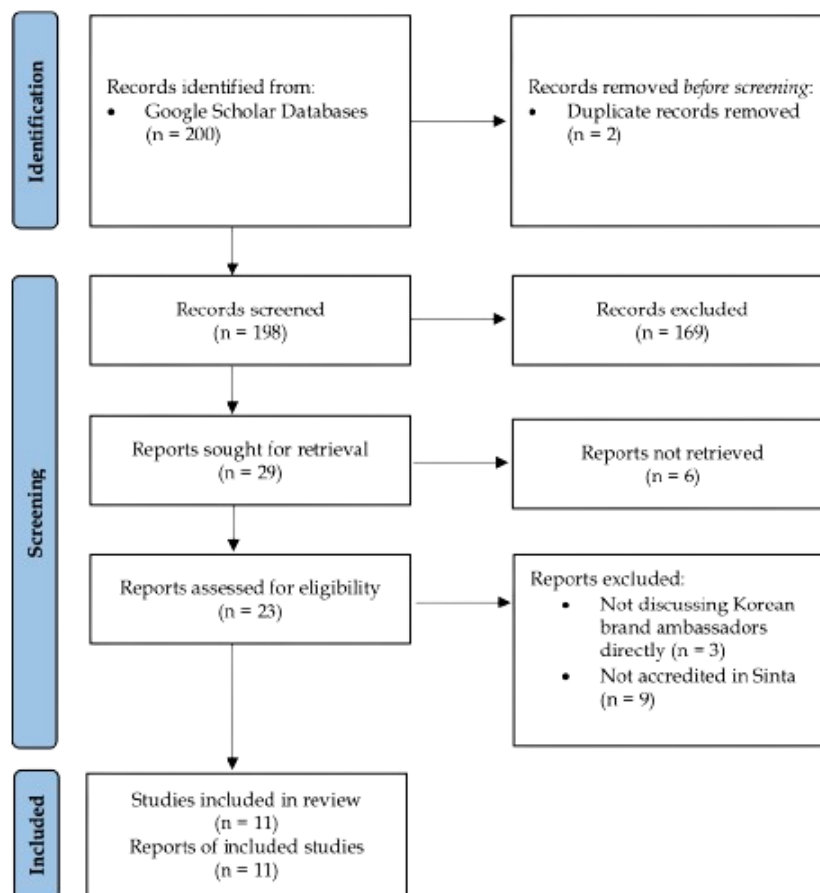 Identification
Records identified from:
• Google Scholar Databases
(n = 200)
Records removed before screening:
• Duplicate records removed
(n = 2)
Screening
Records screened
(n = 198)
Records excluded
(n = 169)
Reports sought for retrieval
(n = 29)
Reports not retrieved
(n = 6)
Reports assessed for eligibility
(n = 23)
Reports excluded:
• Not discussing Korean
brand ambassadors
directly (n = 3)
• Not accredited in Sinta
(n = 9)
Included
Studies included in review
(n = 11)
Reports of included studies
(n = 11)